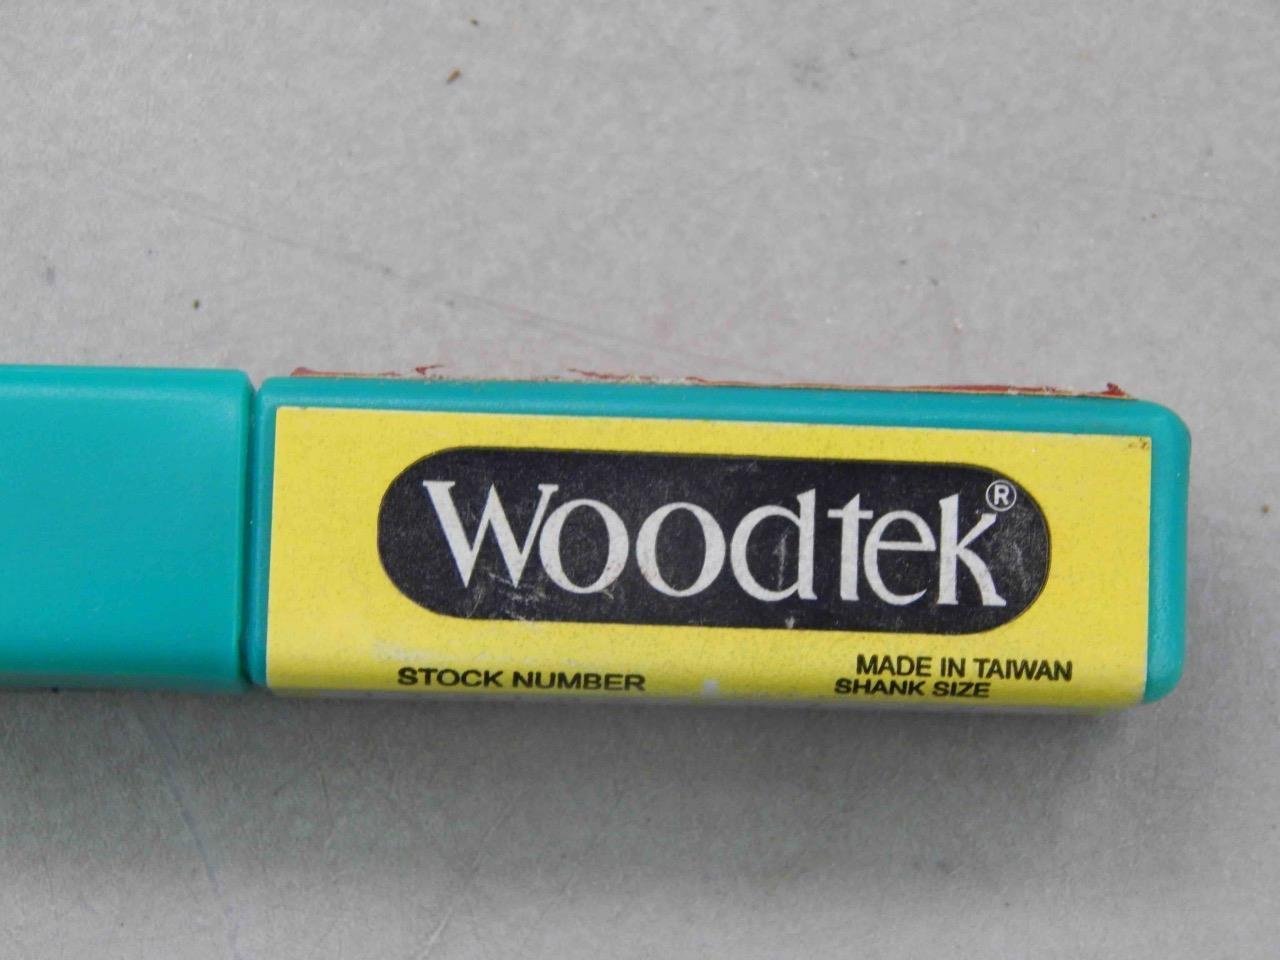 Woodtek®
MADE IN TAIWAN
STOCK NUMBER
SHANK SIZE